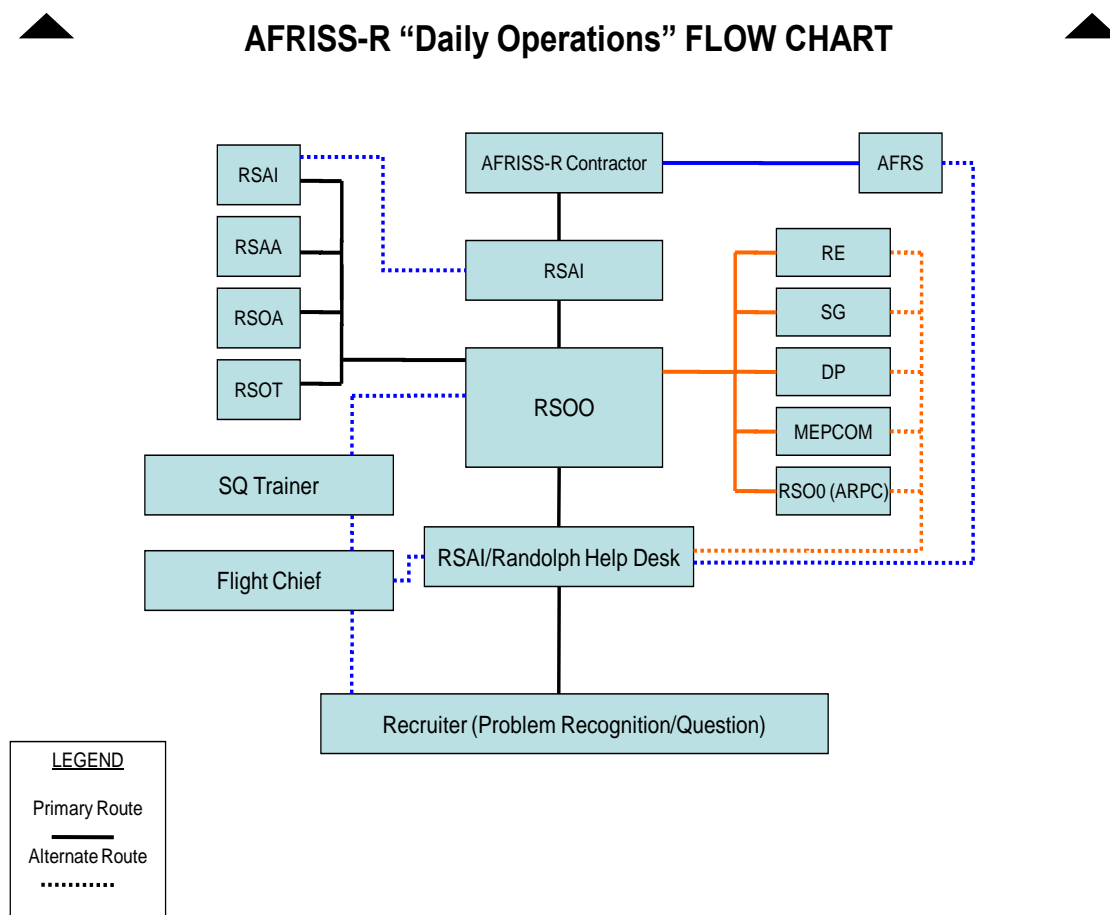 AFRISS-R “Daily Operations” FLOW CHART
RSAI
AFRISS-R Contractor
AFRS
RSAA
RSAI
RE
RSOA
SG
RSOT
RSOO
DP
MEPCOM
SQ Trainer
RSO0 (ARPC)
Flight Chief
RSAI/Randolph Help Desk
Recruiter (Problem Recognition/Question)
LEGEND
Primary Route
Alternate Route